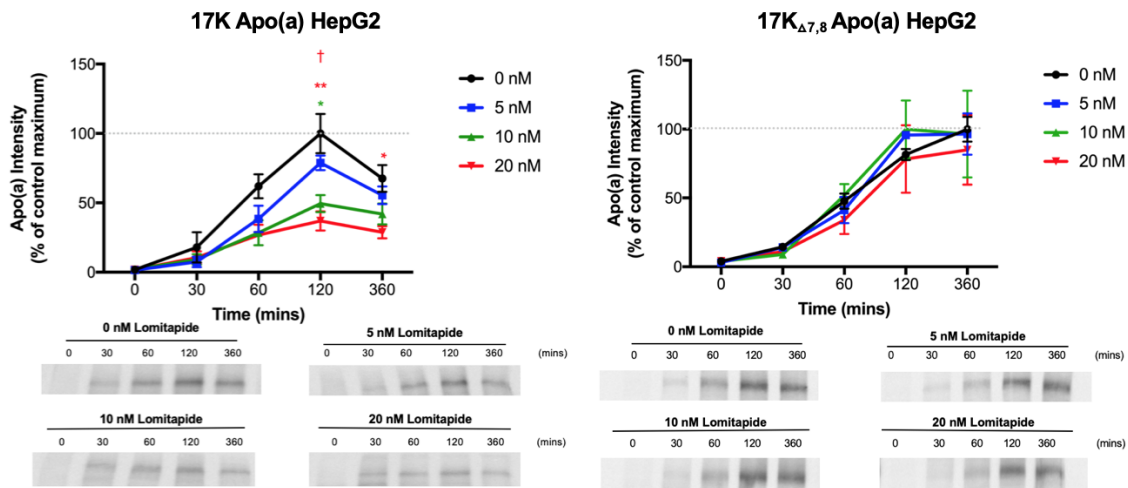 17K Apo(a) HepG2
Apo(a) Intensity
(% of control maximum)
150
100
50
0
†
**
*
*
0 nM
5 nM
10 nM
20 nM
0 30 60 120 360
Time (mins)
0 nM Lomitapide
0 30 60 120 360
5 nM Lomitapide
0 30 60 120 360 (mins)
10 nM Lomitapide
0 30 60 120 360
20 nM Lomitapide
0 30 60 120 360 (mins)
17KΔ7,8 Apo(a) HepG2
Apo(a) Intensity
(% of control maximum)
150
100
50
0
0 nM
5 nM
10 nM
20 nM
0 30 60 120 360
Time (mins)
0 nM Lomitapide
0 30 60 120 360
5 nM Lomitapide
0 30 60 120 360 (mins)
10 nM Lomitapide
0 30 60 120 360
20 nM Lomitapide
0 30 60 120 360 (mins)